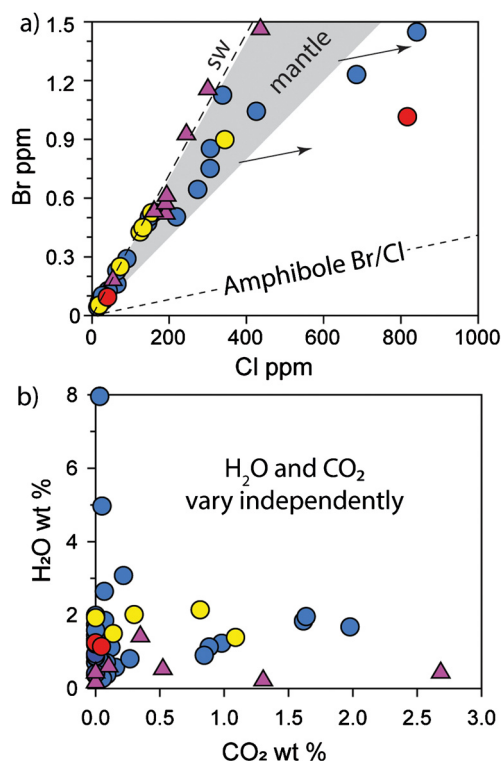 a)
1.5
1.2
0.9
0.6
0.3
0
Br ppm
SW
mantle
Amphibole Br/Cl
0 200 400 600 800 1000
Cl ppm
b)
8
6
4
2
0
H₂O wt %
H₂O and CO₂
vary independently
0.0 0.5 1.0 1.5 2.0 2.5 3.0
CO₂ wt %